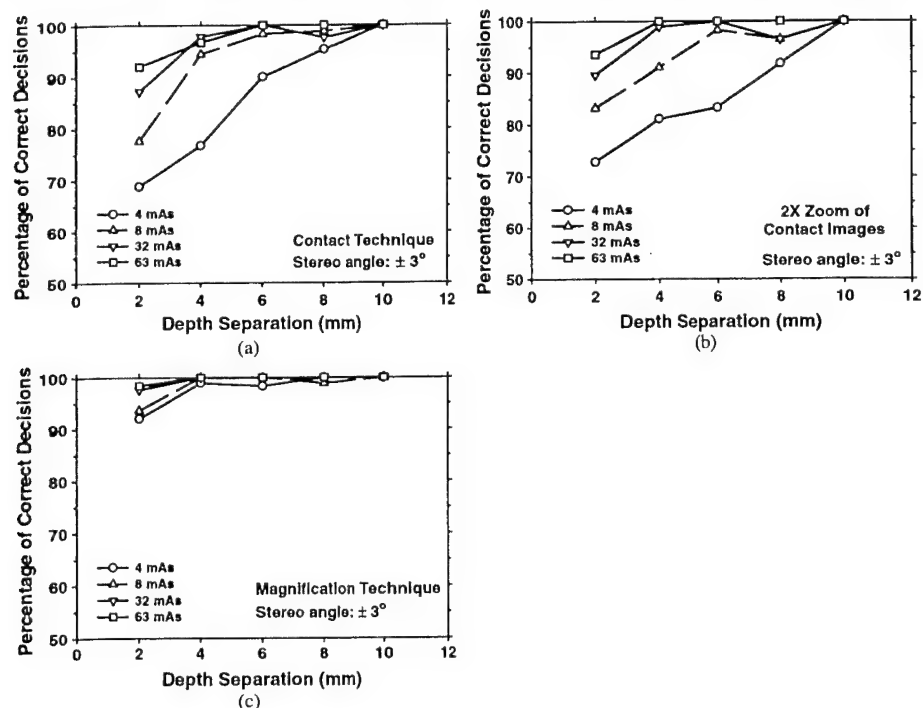 Percentage of Correct Decisions
100
90
80
70
60
50
4 mAs
8 mAs
32 mAs
63 mAs
Contact Technique
Stereo angle: ± 3°
0 2 4 6 8 10 12
Depth Separation (mm)
(a)
Percentage of Correct Decisions
100
90
80
70
60
50
4 mAs
8 mAs
32 mAs
63 mAs
2X Zoom of
Contact Images
Stereo angle: ± 3°
0 2 4 6 8 10 12
Depth Separation (mm)
(b)
Percentage of Correct Decisions
100
90
80
70
60
50
4 mAs
8 mAs
32 mAs
63 mAs
Magnification Technique
Stereo angle: ± 3°
0 2 4 6 8 10 12
Depth Separation (mm)
(c)